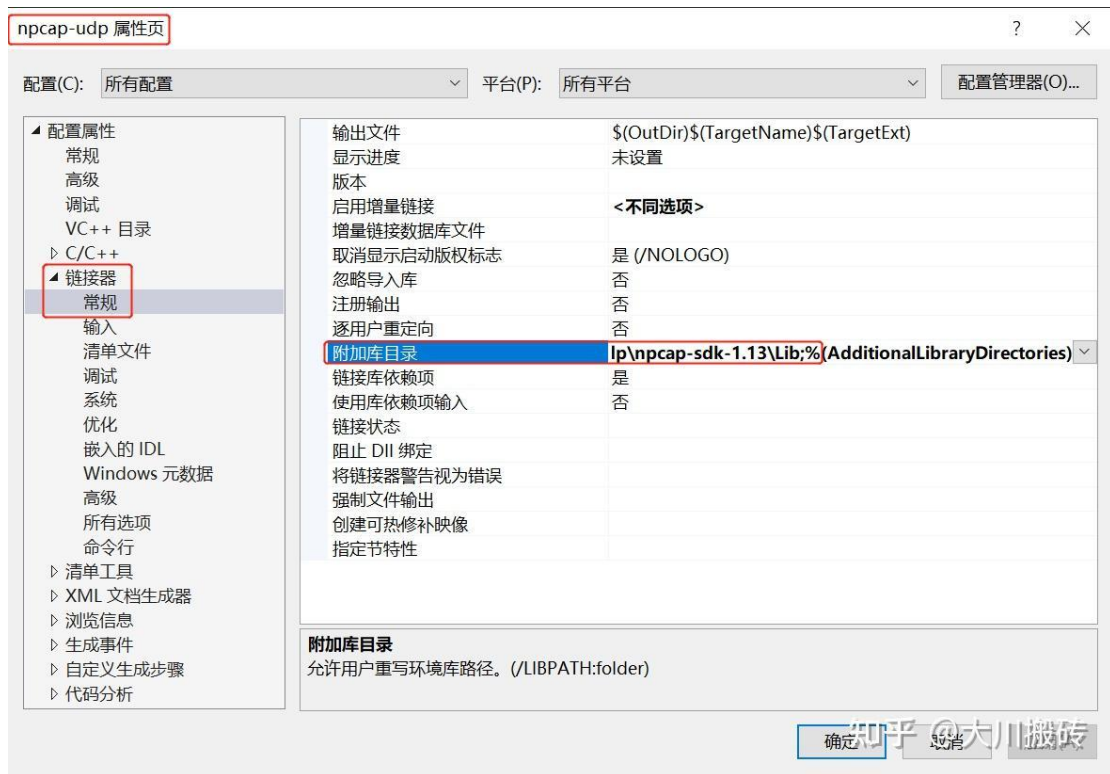 npcap-udp 属性页
?
配置(C): 所有配置 平台(P): 所有平台 配置管理器(O)...
配置属性
常规
高级
调试
VC++ 目录
C/C++
链接器
常规
输入
清单文件
调试
系统
优化
嵌入的 IDL
Windows 元数据
高级
所有选项
命令行
清单工具
XML 文档生成器
浏览信息
生成事件
自定义生成步骤
代码分析
输出文件 $(OutDir)$(TargetName)$(TargetExt)
显示进度 未设置
版本
启用增量链接 <不同选项>
增量链接数据库文件
取消显示启动版权标志 是 (/NOLOGO)
忽略导入库 否
注册输出 否
逐用户重定向 否
附加库目录 lp\npcap-sdk-1.13\Lib;%(AdditionalLibraryDirectories)
链接库依赖项 是
使用库依赖项输入 否
链接状态
阻止 Dll 绑定
将链接器警告视为错误
强制文件输出
创建可热修补映像
指定节特性
附加库目录
允许用户重写环境库路径。(/LIBPATH:folder)
确定 取消
知乎 @大川搬砖